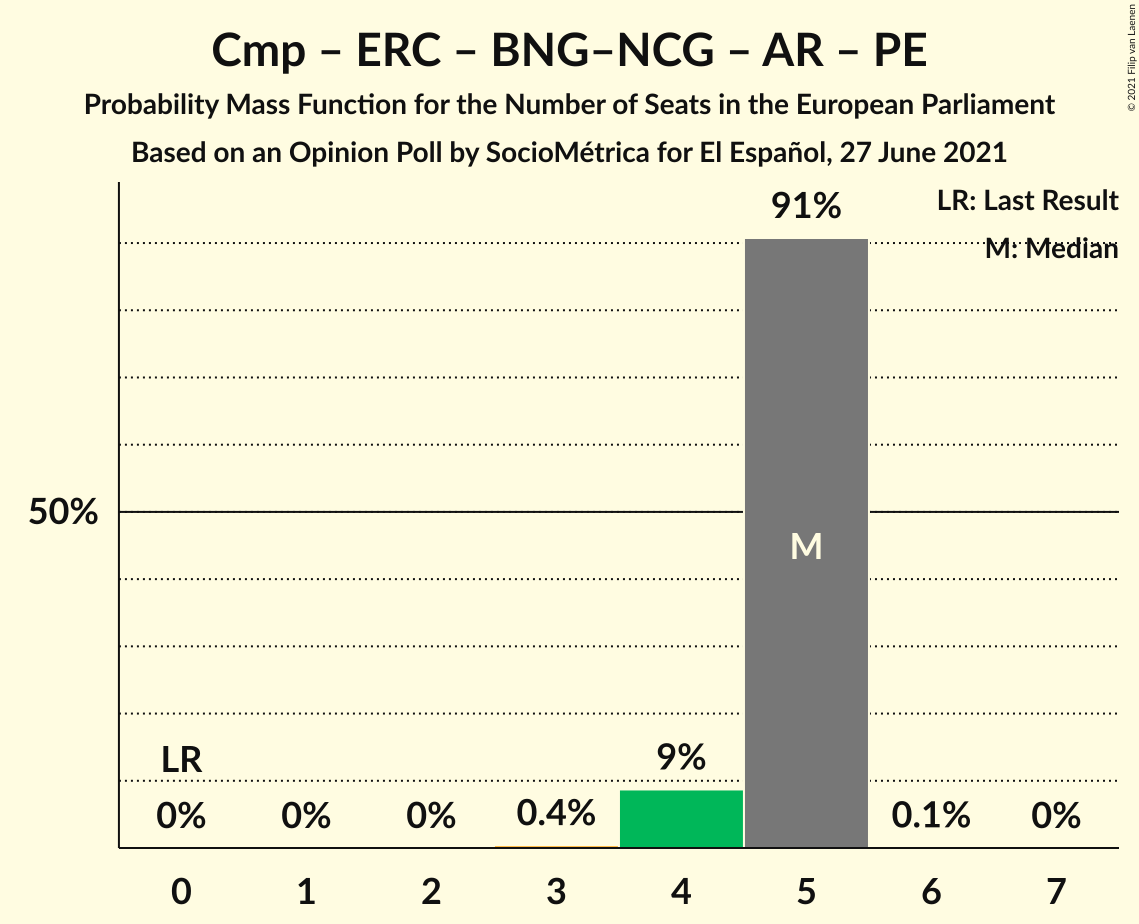 Cmp – ERC – BNG–NCG – AR – PE
Probability Mass Function for the Number of Seats in the European Parliament
Based on an Opinion Poll by SocioMétrica for El Español, 27 June 2021
© 2021 Filip van Laenen
LR: Last Result
M: Median
91%
50%
M
LR
9%
0% 0% 0% 0.4% 0.1% 0%
0 1 2 3 4 5 6 7